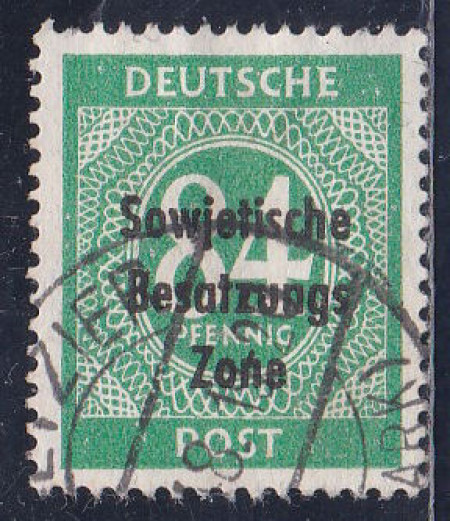 DEUTSCHE
84
Sowjetische
Besatzungs
PFENNIG
Zone
POST